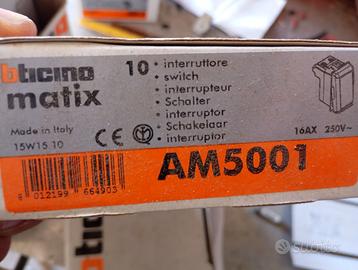 bticino
matix
Made in Italy
15W15 10
10 • interruttore
• switch
• interrupteur
• Schalter
• interruptor
• Schakelaar
• interruptor
16AX 250V~
CE
AM5001
8 012199 664903
subito